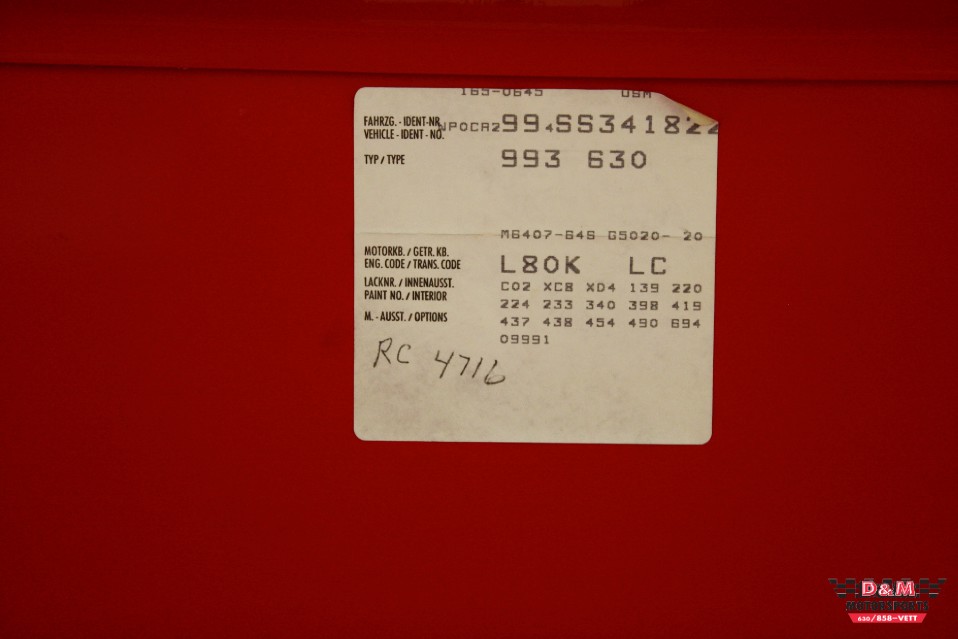 165-0645 USM
FAHRZG. - IDENT-NR.
VEHICLE - IDENT - NO. WP0CA2994SS341822
TYP / TYPE 993 630
M6407-646 G5020- 20
MOTORKB. / GETR. KB.
ENG. CODE / TRANS. CODE L80K LC
LACKNR. / INNENAUSST. C02 XC8 XD4 139 220
PAINT NO. / INTERIOR 224 233 340 398 419
M. - AUSST. / OPTIONS 437 438 454 490 694
09991
RC 4716
D&M
MOTORSPORTS
630/858-VETT